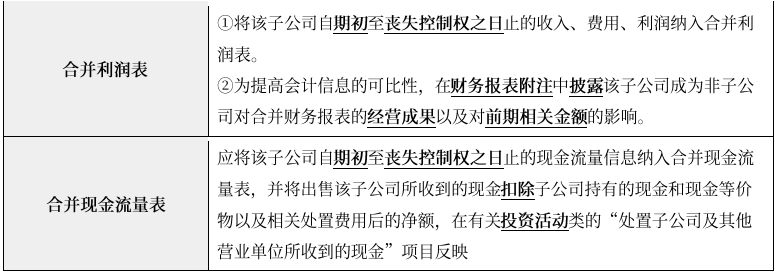 合并利润表
①将该子公司自期初至丧失控制权之日止的收入、费用、利润纳入合并利
润表。
②为提高会计信息的可比性，在财务报表附注中披露该子公司成为非子公
司对合并财务报表的经营成果以及对前期相关金额的影响。
合并现金流量表
应将该子公司自期初至丧失控制权之日止的现金流量信息纳入合并现金流
量表，并将出售该子公司所收到的现金扣除子公司持有的现金和现金等价
物以及相关处置费用后的净额，在有关投资活动类的“处置子公司及其他
营业单位所收到的现金”项目反映